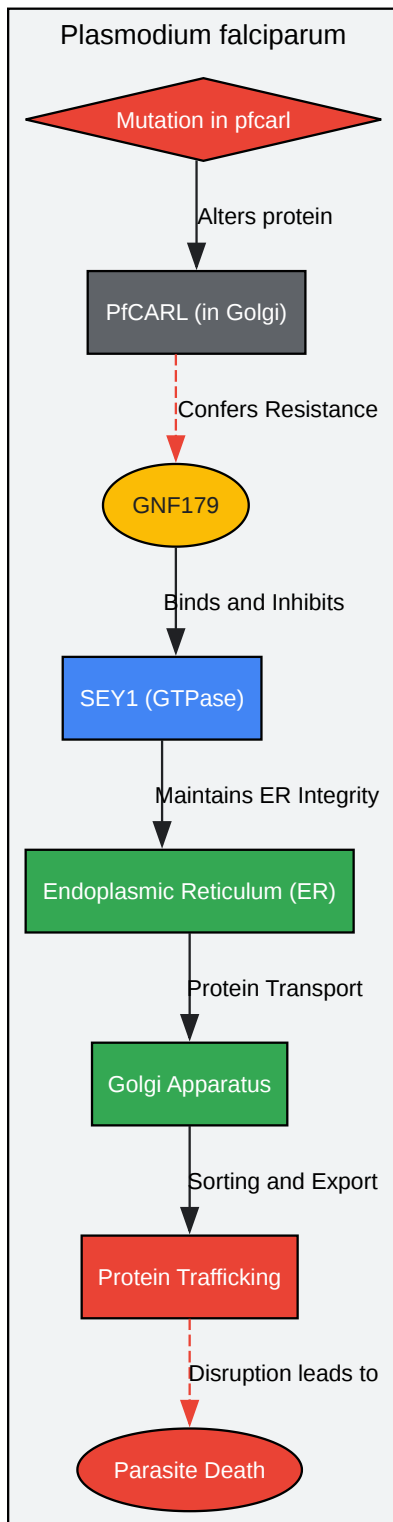 Plasmodium falciparum
Mutation in pfcarl
Alters protein
PfCARL (in Golgi)
Confers Resistance
GNF179
Binds and Inhibits
SEY1 (GTPase)
Maintains ER Integrity
Endoplasmic Reticulum (ER)
Protein Transport
Golgi Apparatus
Sorting and Export
Protein Trafficking
Disruption leads to
Parasite Death